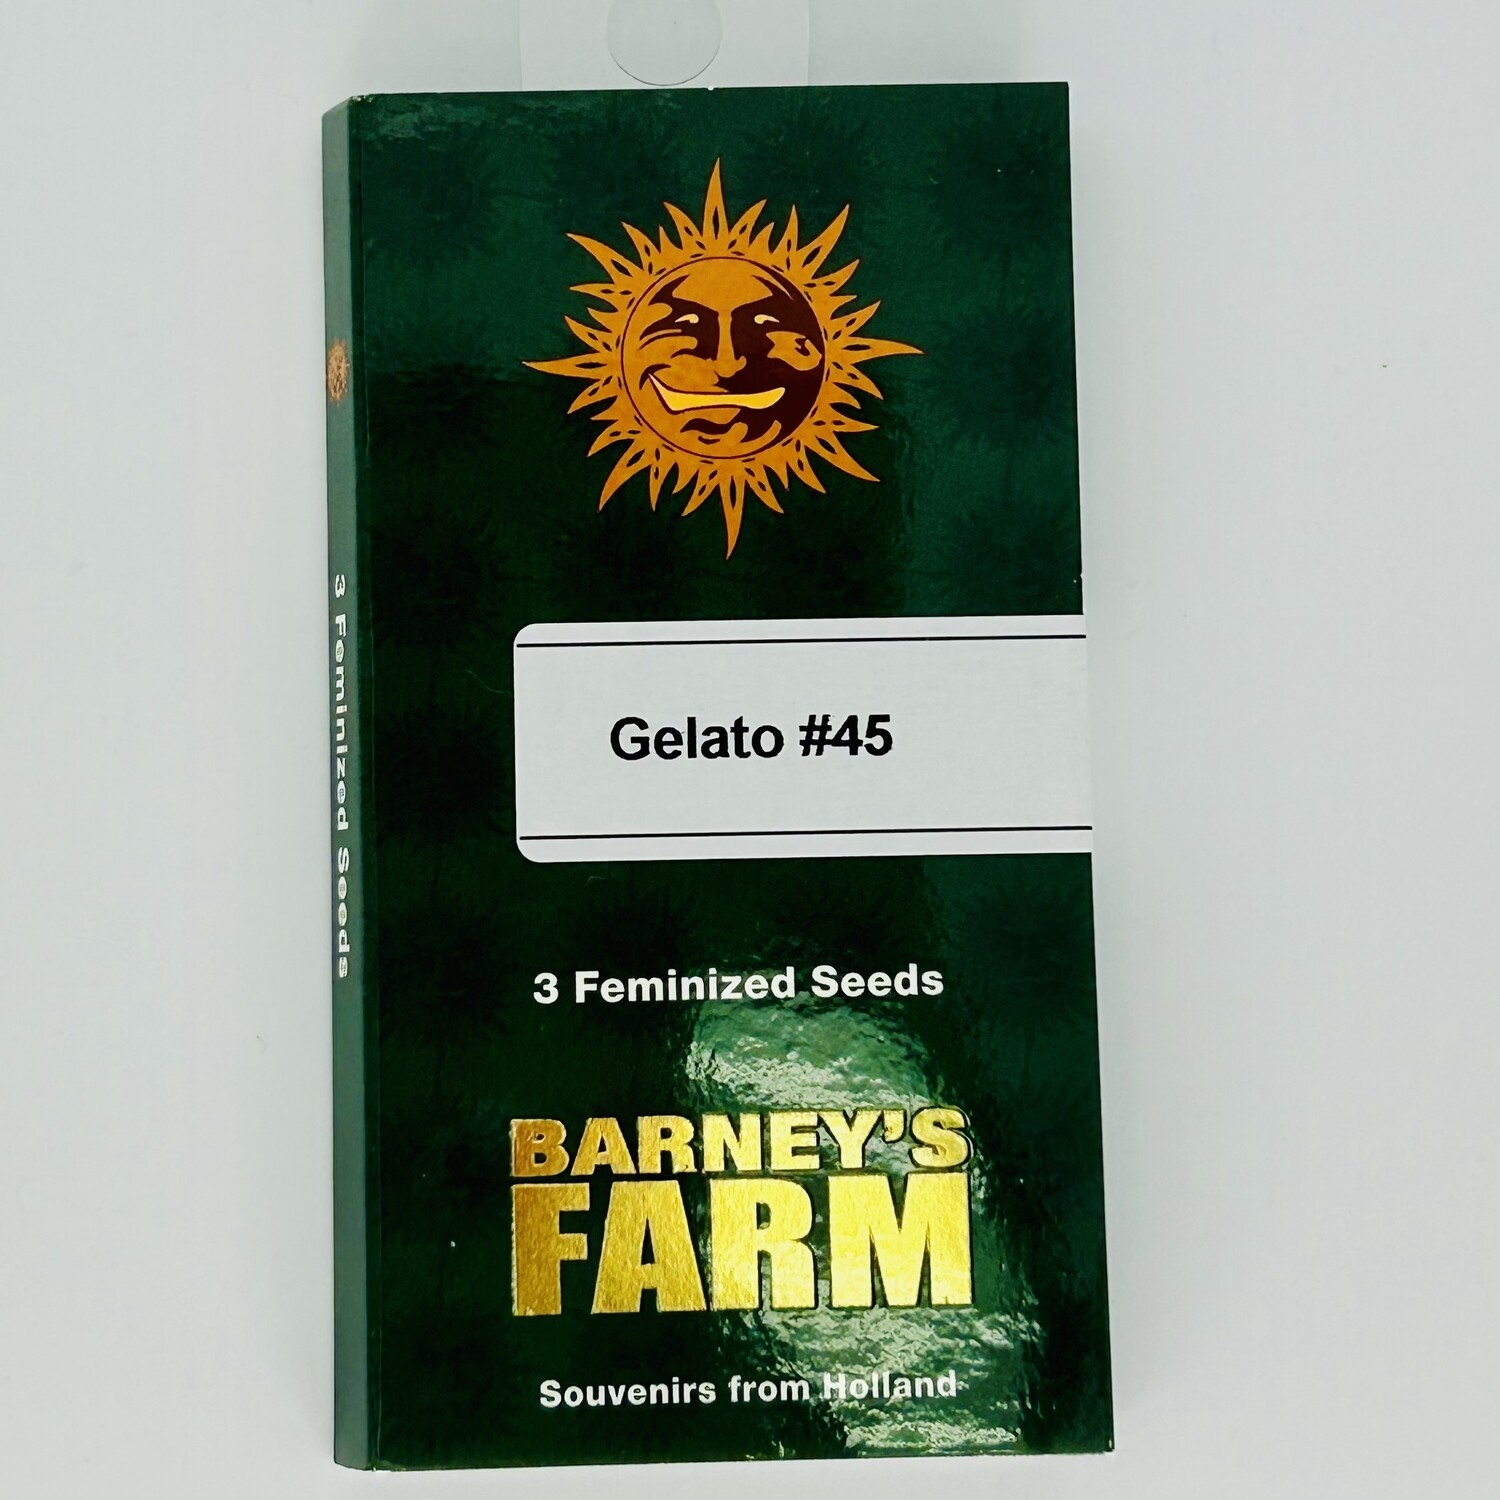 3 Feminized Seeds
Gelato #45
3 Feminized Seeds
BARNEY'S
FARM
Souvenirs from Holland